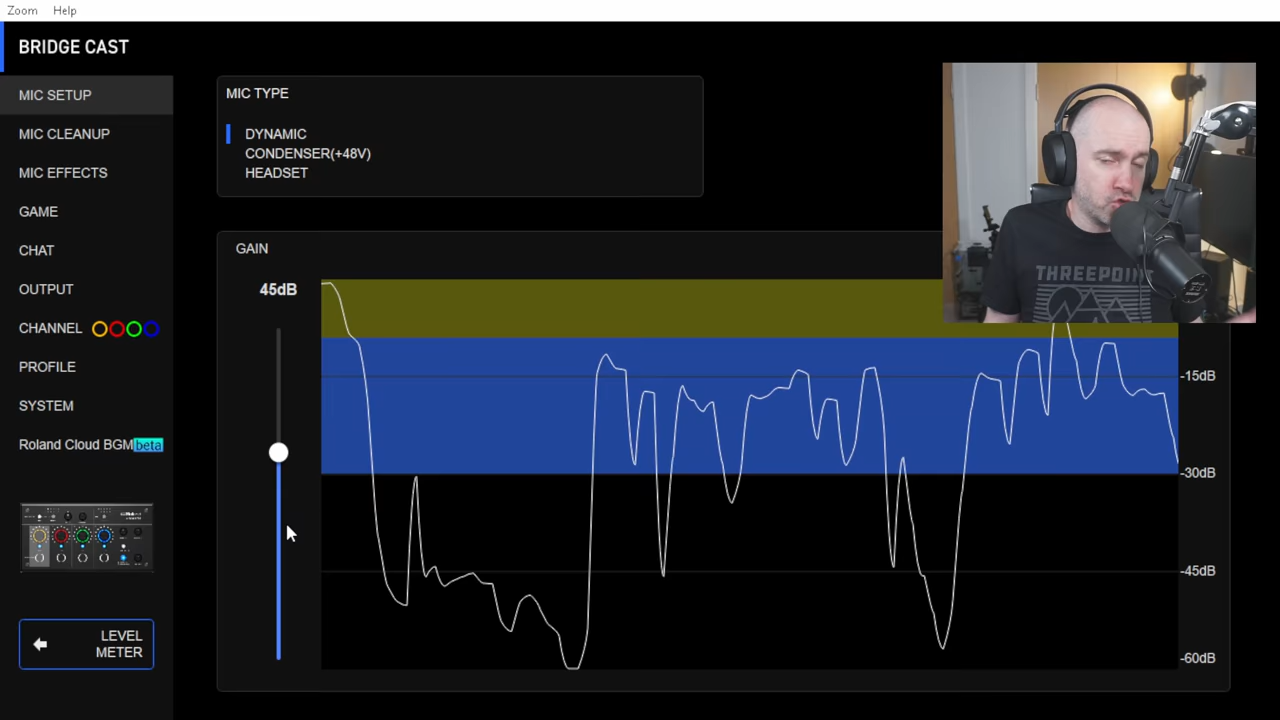 Zoom Help
BRIDGE CAST
MIC SETUP
MIC CLEANUP
MIC EFFECTS
GAME
CHAT
OUTPUT
CHANNEL
PROFILE
SYSTEM
Roland Cloud BGM beta
LEVEL
METER
MIC TYPE
DYNAMIC
CONDENSER(+48V)
HEADSET
GAIN
45dB
-15dB
-30dB
-45dB
-60dB
THREEPOINT